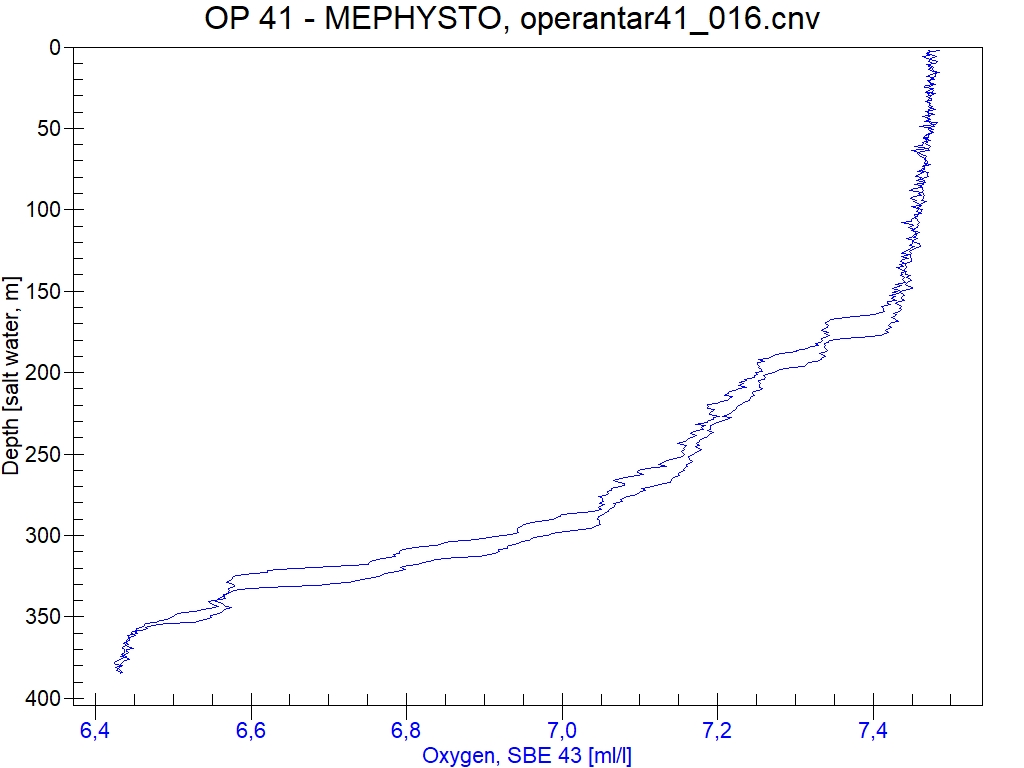 OP 41 - MEPHYSTO, operantar41_016.cnv
0
50
100
150
200
250
300
350
400
Depth [salt water, m]
6,4 6,6 6,8 7,0 7,2 7,4
Oxygen, SBE 43 [ml/l]